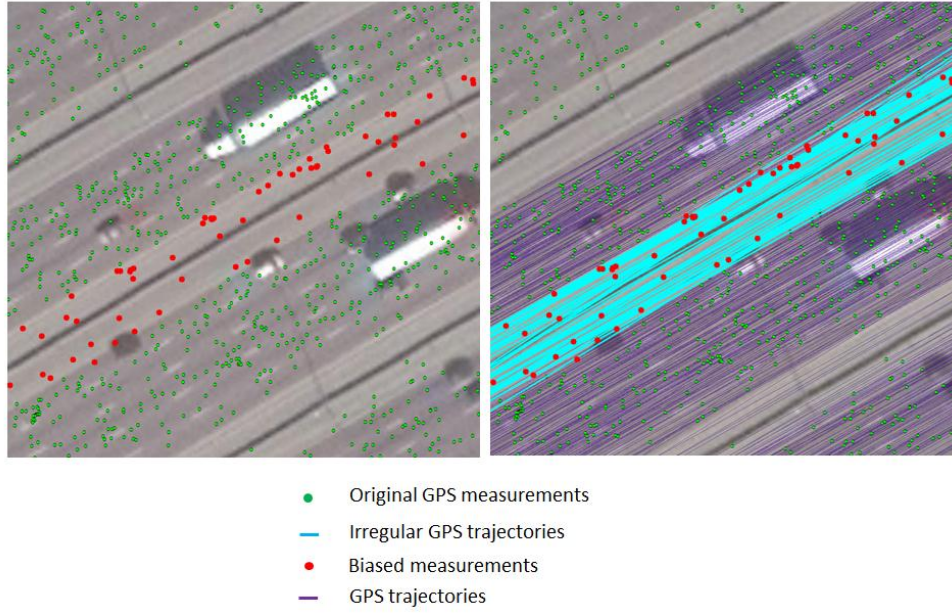 Original GPS measurements
Irregular GPS trajectories
Biased measurements
GPS trajectories